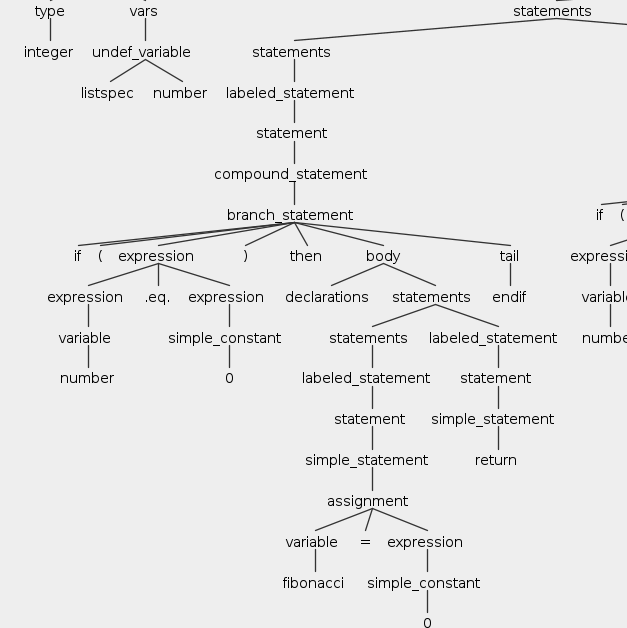 type vars statements
integer undef_variable statements
listspec number labeled_statement
statement
compound_statement
branch_statement if (
if ( expression ) then body tail expressi
expression .eq. expression declarations statements endif variabl
variable simple_constant statements labeled_statement numbe
number 0 labeled_statement statement
statement simple_statement
simple_statement return
assignment
variable = expression
fibonacci simple_constant
0